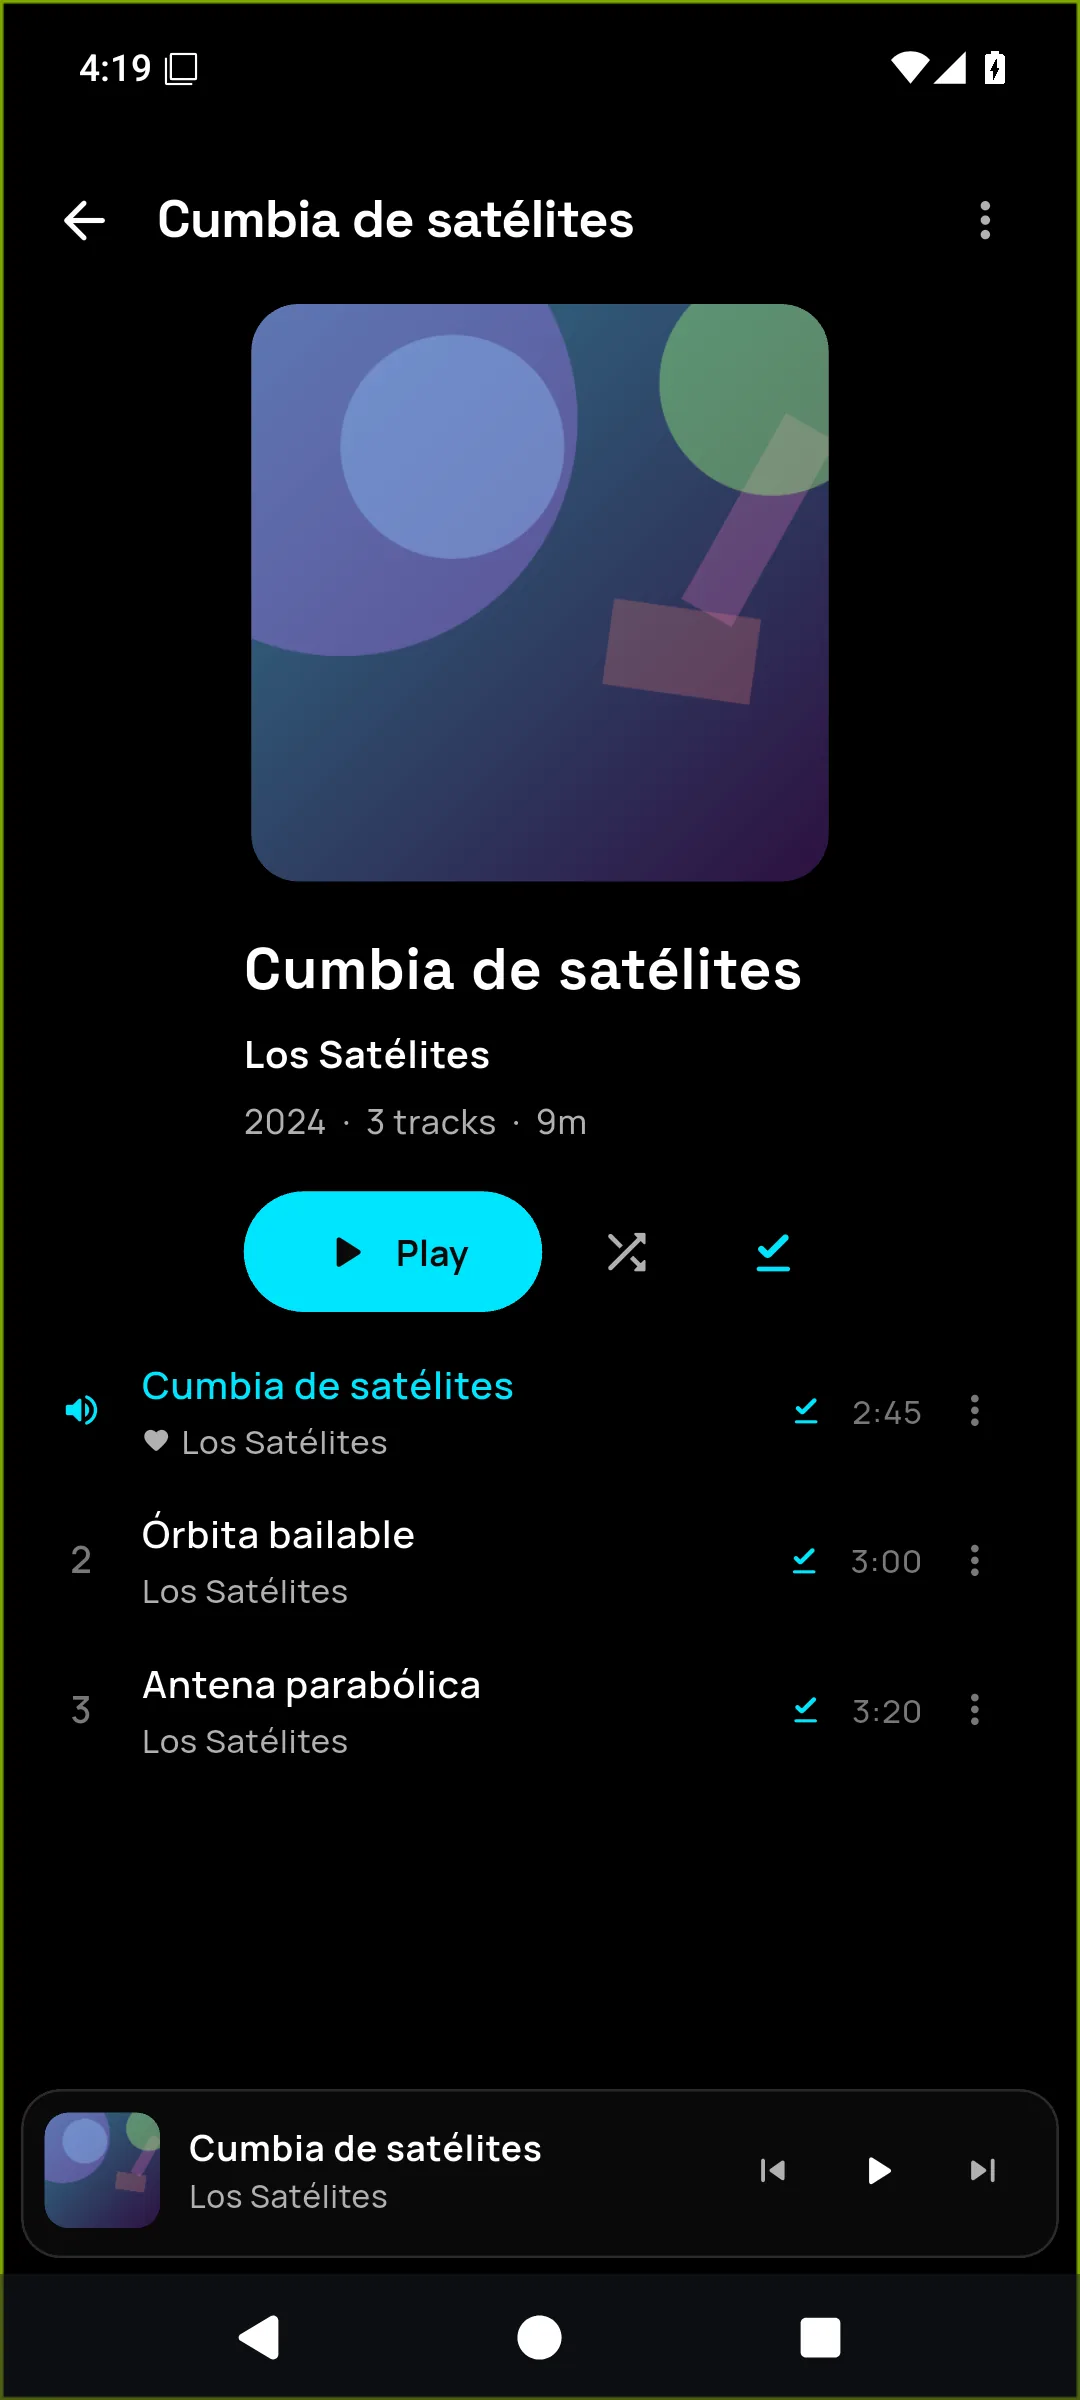 4:19
Cumbia de satélites
Cumbia de satélites
Los Satélites
2024 · 3 tracks · 9m
Play
Cumbia de satélites
Los Satélites
2:45
2
Órbita bailable
Los Satélites
3:00
3
Antena parabólica
Los Satélites
3:20
Cumbia de satélites
Los Satélites